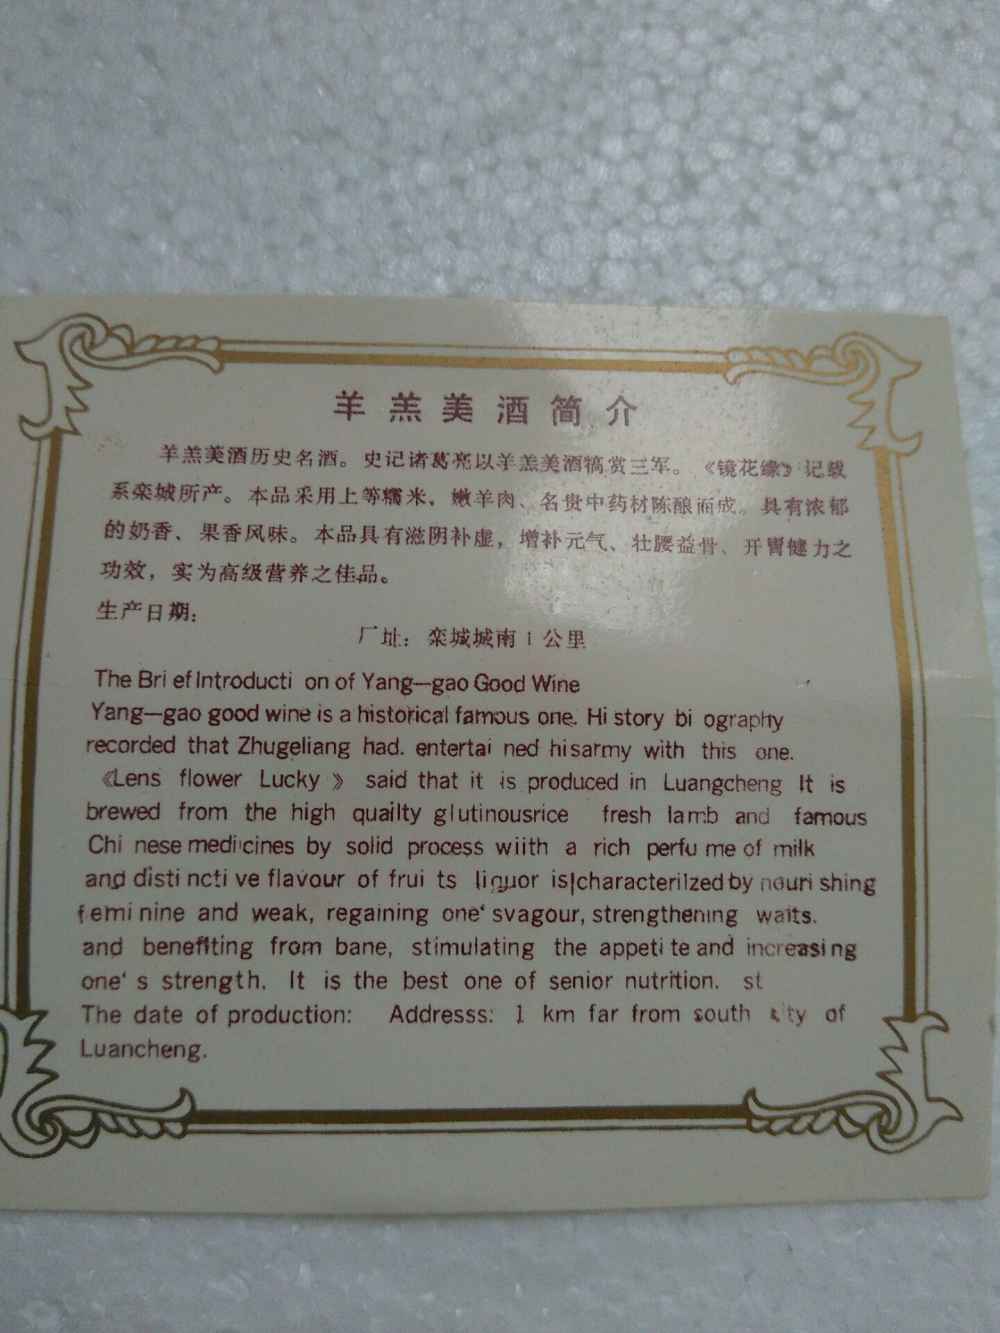 羊羔美酒简介
羊羔美酒历史名酒。史记诸葛亮以羊羔美酒犒赏三军。《镜花缘》记载
系栾城所产。本品采用上等糯米、嫩羊肉、名贵中药材陈酿而成。具有浓郁
的奶香、果香风味。本品具有滋阴补虚，增补元气、壮腰益骨、开胃健力之
功效，实为高级营养之佳品。
生产日期：
厂址：栾城城南1公里
The Bri efIntroducti on of Yang—gao Good Wine
Yang—gao good wine is a historical famous one. Hi story bi ography
recorded that Zhugeliang had. entertai ned hisarmy with this one.
《Lens flower Lucky》 said that it is produced in Luangcheng It is
brewed from the high quailty glutinousrice fresh lamb and famous
Chi nese medicines by solid process wiith a rich perfu me of milk
and disti ncti ve flavour of frui ts liquor is|characterilzed by nouri shing
femi nine and weak, regaining one‘ svagour, strengthening waits.
and benefiting from bane, stimulating the appeti te and increasi ng
one‘ s strength. It is the best one of senior nutrition. st
The date of production: Addresss: 1 km far from south city of
Luancheng.